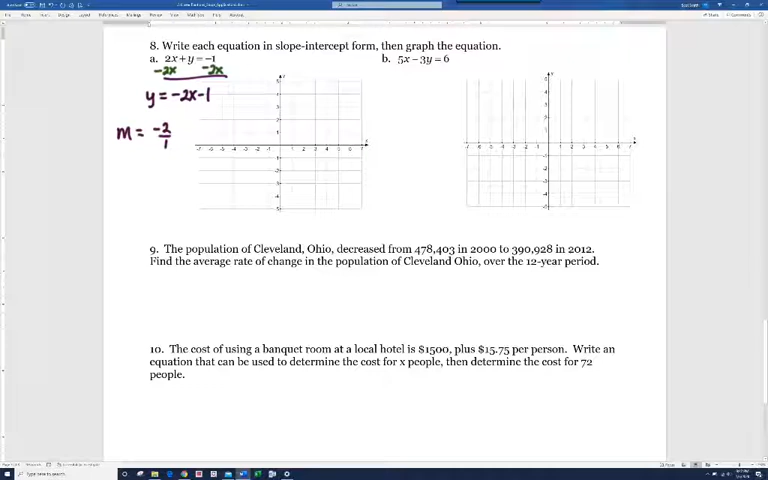 8. Write each equation in slope-intercept form, then graph the equation.
a. 2x + y = −1
b. 5x − 3y = 6
-2x -2x
y = -2x-1
m = -2/1
9. The population of Cleveland, Ohio, decreased from 478,403 in 2000 to 390,928 in 2012.
Find the average rate of change in the population of Cleveland Ohio, over the 12-year period.
10. The cost of using a banquet room at a local hotel is $1500, plus $15.75 per person. Write an
equation that can be used to determine the cost for x people, then determine the cost for 72
people.